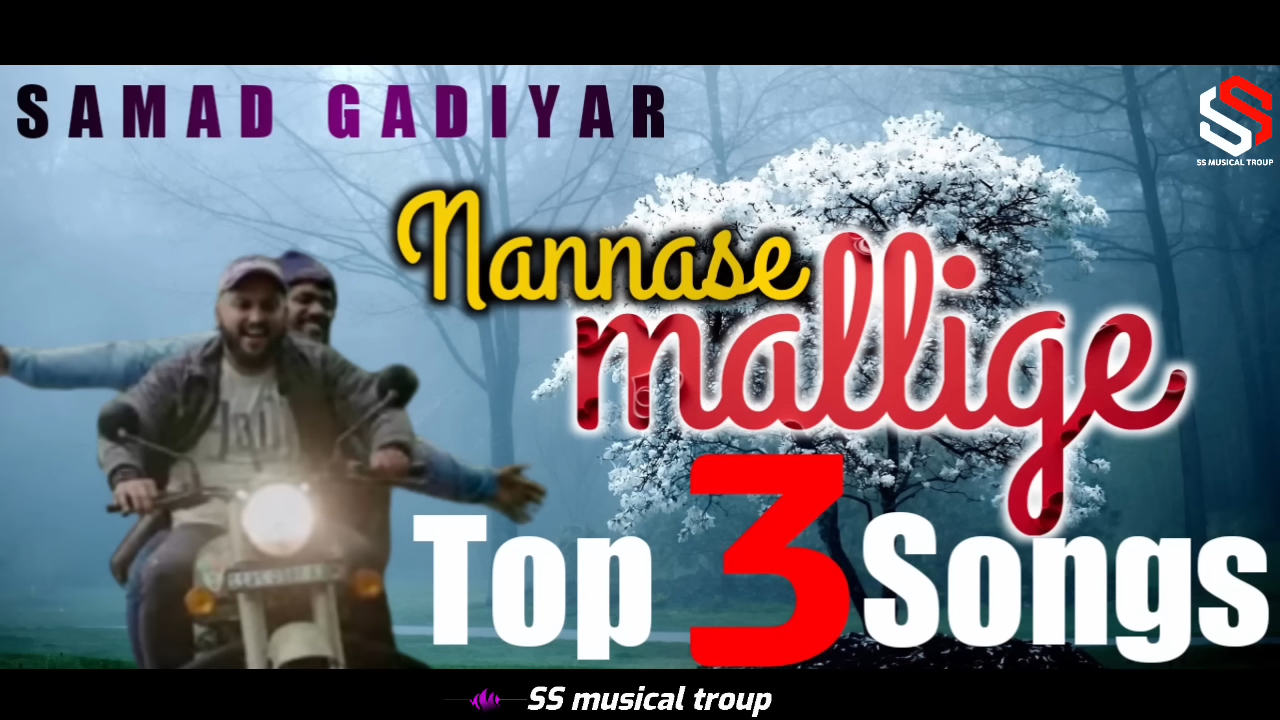 SAMAD GADIYAR
SS MUSICAL TROUP
Nannase
mallige
Top 3 Songs
SS musical troup